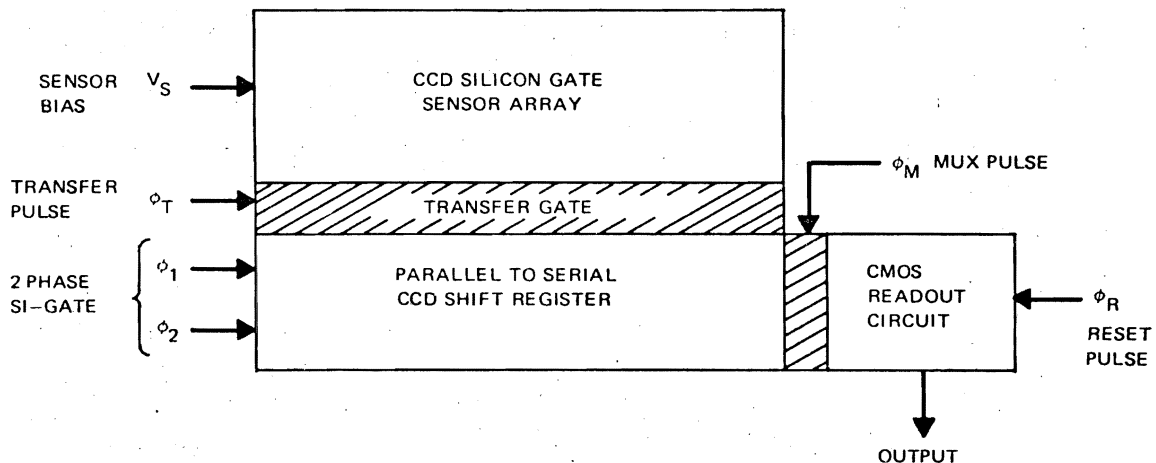 SENSOR
BIAS
V_S
CCD SILICON GATE
SENSOR ARRAY
TRANSFER
PULSE
ϕ_T
TRANSFER GATE
ϕ_M MUX PULSE
2 PHASE
SI-GATE
ϕ_1
ϕ_2
PARALLEL TO SERIAL
CCD SHIFT REGISTER
CMOS
READOUT
CIRCUIT
ϕ_R
RESET
PULSE
OUTPUT